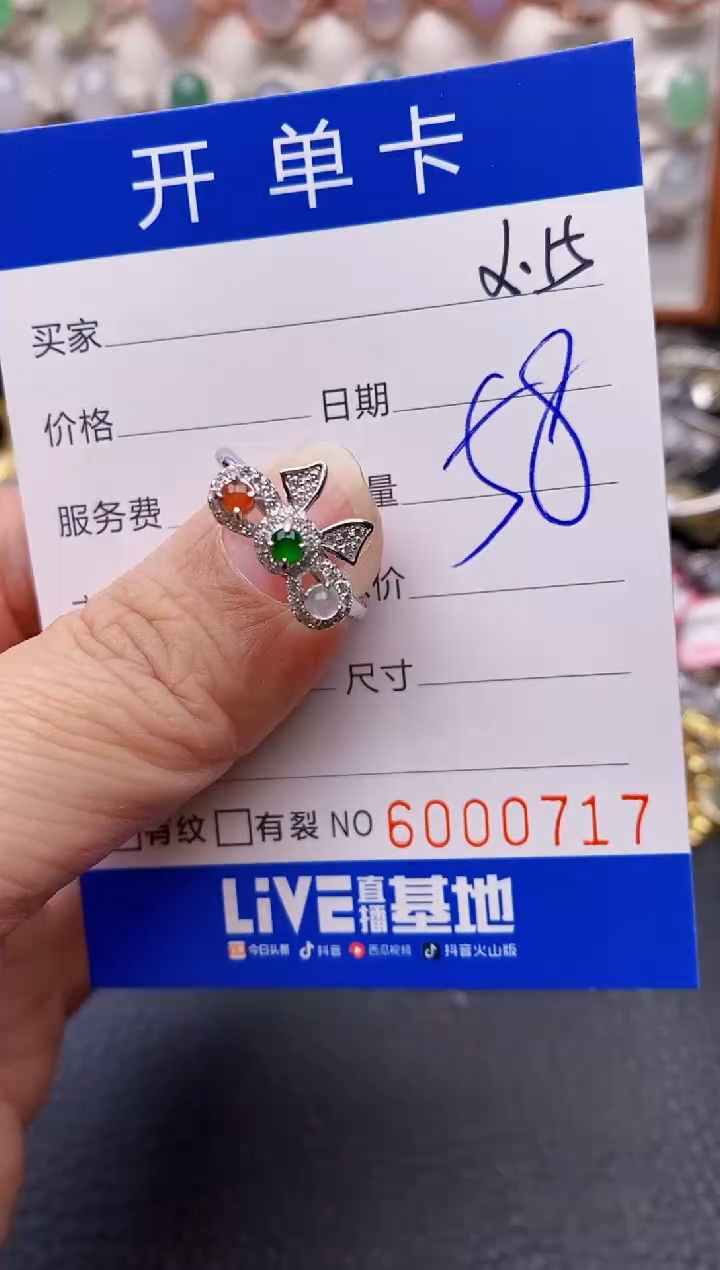 开单卡
买家
价格 日期
58
服务费 量
价
尺寸
有纹 有裂 NO 6000717
LiVE直播基地
今日头条 抖音 西瓜视频 抖音火山版